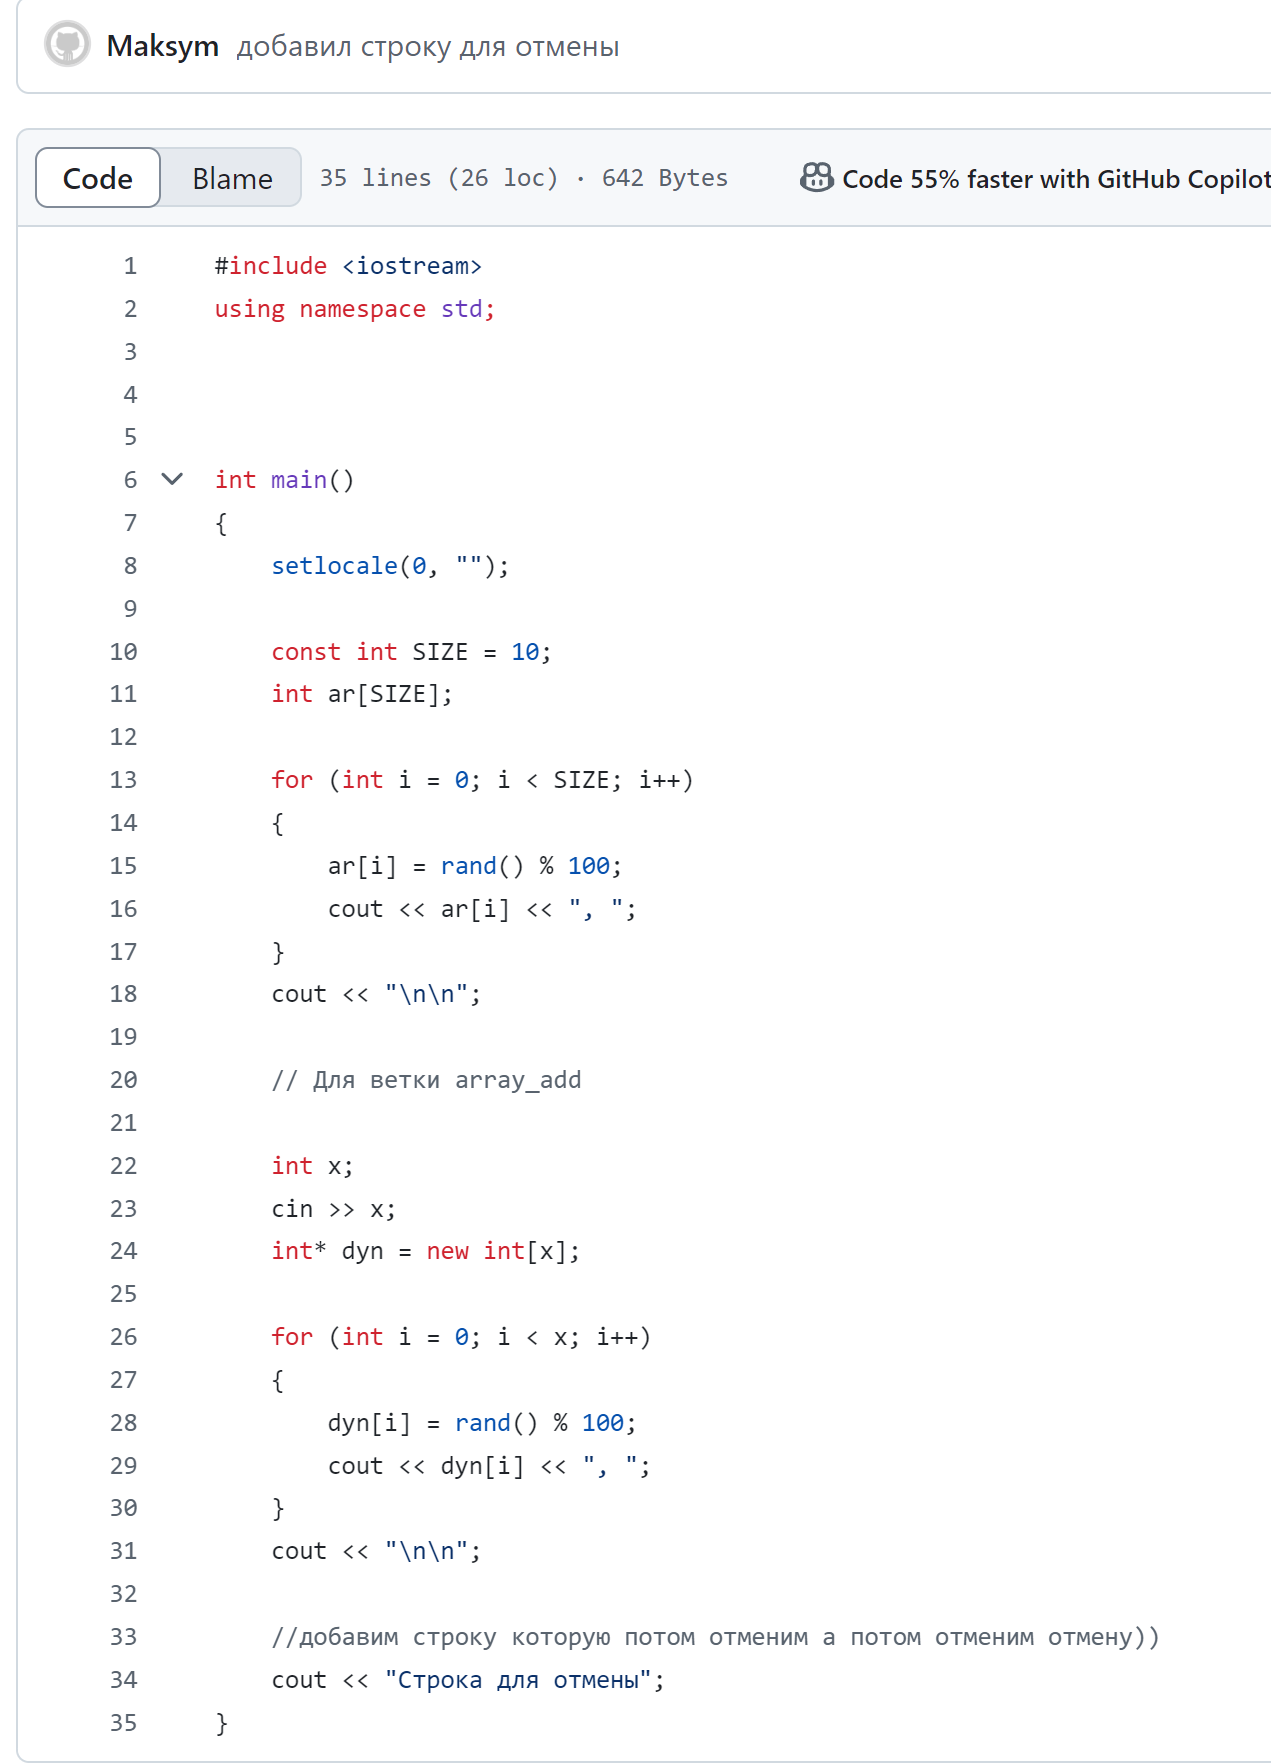 Maksym добавил строку для отмены
Code Blame 35 lines (26 loc) · 642 Bytes Code 55% faster with GitHub Copilot
1 #include <iostream>
2 using namespace std;
3
4
5
6 int main()
7 {
8 setlocale(0, "");
9
10 const int SIZE = 10;
11 int ar[SIZE];
12
13 for (int i = 0; i < SIZE; i++)
14 {
15 ar[i] = rand() % 100;
16 cout << ar[i] << ", ";
17 }
18 cout << "\n\n";
19
20 // Для ветки array_add
21
22 int x;
23 cin >> x;
24 int* dyn = new int[x];
25
26 for (int i = 0; i < x; i++)
27 {
28 dyn[i] = rand() % 100;
29 cout << dyn[i] << ", ";
30 }
31 cout << "\n\n";
32
33 //добавим строку которую потом отменим а потом отменим отмену))
34 cout << "Строка для отмены";
35 }